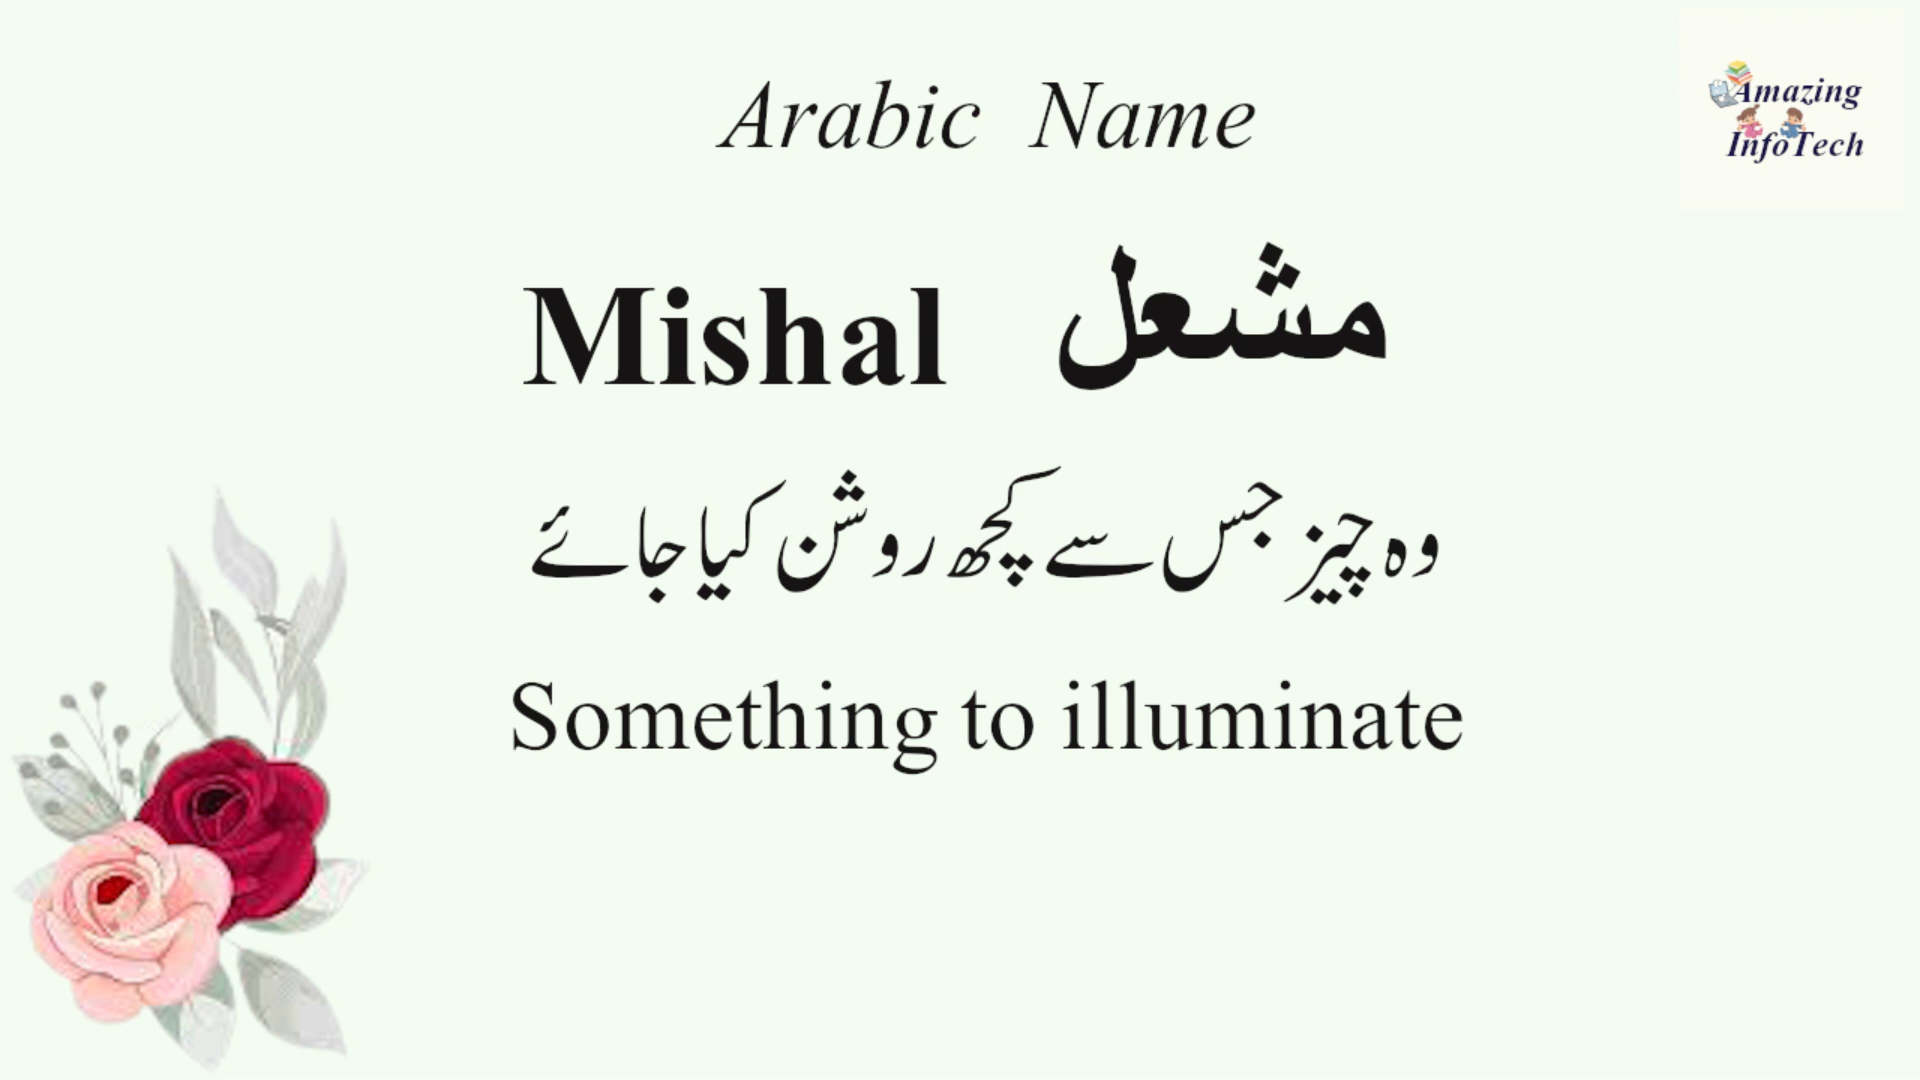 Arabic Name
Amazing
InfoTech
Mishal مشعل
وہ چیز جس سے کچھ روشن کیا جائے
Something to illuminate